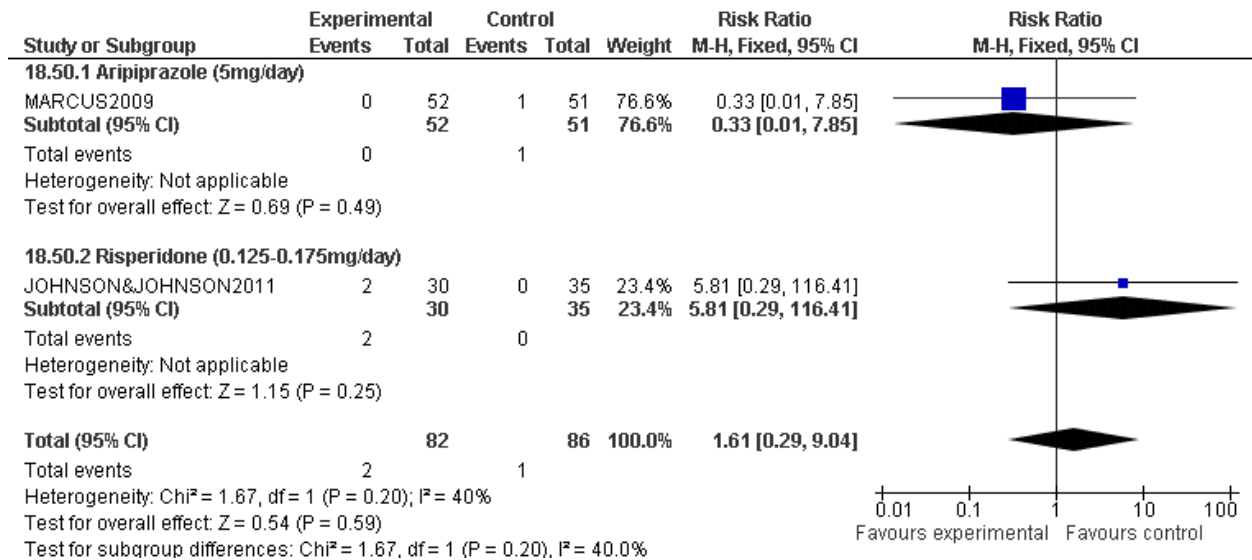 Experimental Control Risk Ratio Risk Ratio
Study or Subgroup Events Total Events Total Weight M-H, Fixed, 95% CI M-H, Fixed, 95% CI
18.50.1 Aripiprazole (5mg/day)
MARCUS2009 0 52 1 51 76.6% 0.33 [0.01, 7.85]
Subtotal (95% CI) 52 51 76.6% 0.33 [0.01, 7.85]
Total events 0 1
Heterogeneity: Not applicable
Test for overall effect: Z = 0.69 (P = 0.49)
18.50.2 Risperidone (0.125-0.175mg/day)
JOHNSON&JOHNSON2011 2 30 0 35 23.4% 5.81 [0.29, 116.41]
Subtotal (95% CI) 30 35 23.4% 5.81 [0.29, 116.41]
Total events 2 0
Heterogeneity: Not applicable
Test for overall effect: Z = 1.15 (P = 0.25)
Total (95% CI) 82 86 100.0% 1.61 [0.29, 9.04]
Total events 2 1
Heterogeneity: Chi² = 1.67, df = 1 (P = 0.20); I² = 40%
Test for overall effect: Z = 0.54 (P = 0.59)
Test for subgroup differences: Chi² = 1.67, df = 1 (P = 0.20), I² = 40.0%
0.01 0.1 1 10 100
Favours experimental Favours control